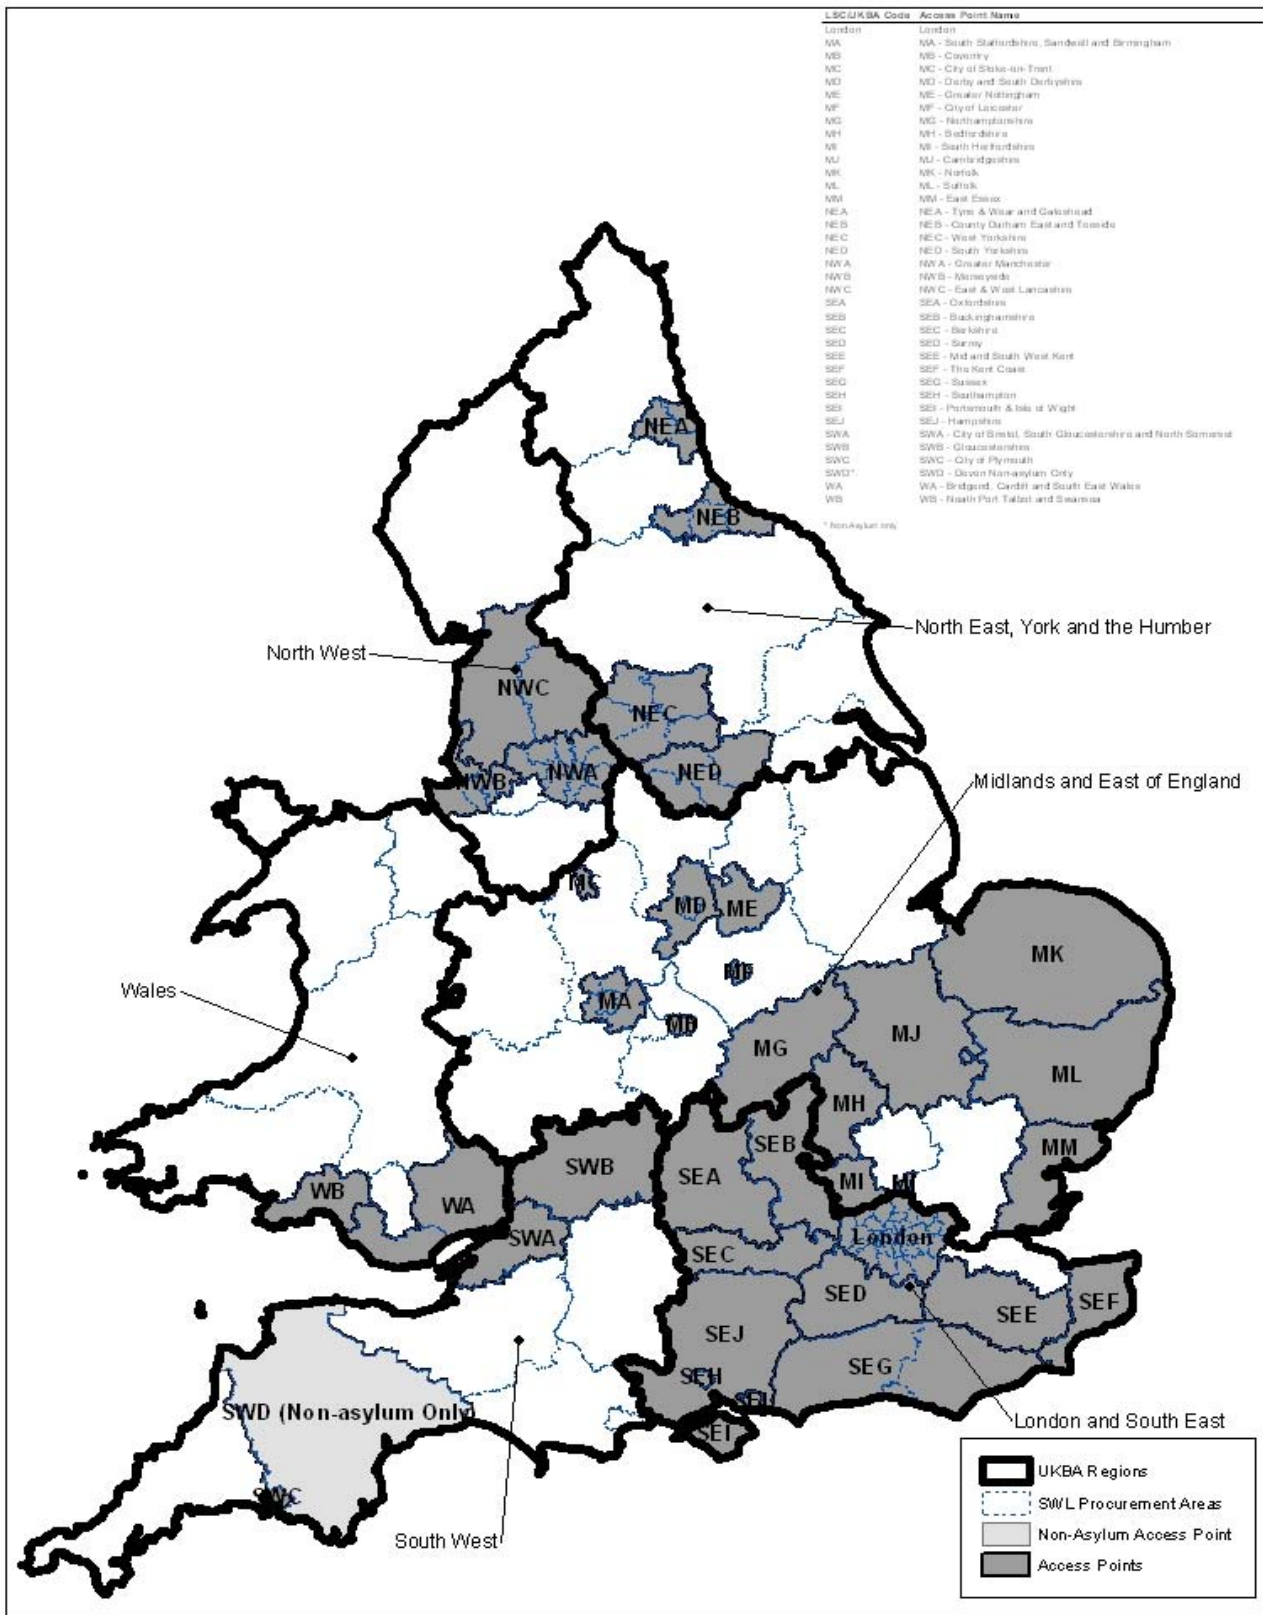 LSC/UKBA Code Access Point Name
London London
MA MA - South Staffordshire, Sandwell and Birmingham
MB MB - Coventry
MC MC - City of Stoke-on-Trent
MD MD - Derby and South Derbyshire
ME ME - Greater Nottingham
MF MF - City of Leicester
MG MG - Northamptonshire
MH MH - Bedfordshire
MI MI - South Hertfordshire
MJ MJ - Cambridgeshire
MK MK - Norfolk
ML ML - Suffolk
MM MM - East Essex
NEA NEA - Tyne & Wear and Gateshead
NEB NEB - County Durham East and Teeside
NEC NEC - West Yorkshire
NED NED - South Yorkshire
NWA NWA - Greater Manchester
NWB NWB - Merseyside
NWC NWC - East & West Lancashire
SEA SEA - Oxfordshire
SEB SEB - Buckinghamshire
SEC SEC - Berkshire
SED SED - Surrey
SEE SEE - Mid and South West Kent
SEF SEF - The Kent Coast
SEG SEG - Sussex
SEH SEH - Southampton
SEI SEI - Portsmouth & Isle of Wight
SEJ SEJ - Hampshire
SWA SWA - City of Bristol, South Gloucestershire and North Somerset
SWB SWB - Gloucestershire
SWC SWC - City of Plymouth
SWD* SWD - Devon Non-asylum Only
WA WA - Bridgend, Cardiff and South East Wales
WB WB - Neath Port Talbot and Swansea
* Non Asylum only
NEA
NEB
North East, York and the Humber
North West
NWC
NEC
NWB
NWA
NED
Midlands and East of England
MC
MD
ME
MK
MF
Wales
MA
MB
MG
MJ
ML
MH
MM
SWB
SEA
SEB
WB
WA
MI
MI
SWA
SEC
London
SED
SEE
SEF
SEJ
SEH
SEG
SEI
SEI
SWD (Non-asylum Only)
London and South East
SWC
South West
UKBA Regions
SWL Procurement Areas
Non-Asylum Access Point
Access Points